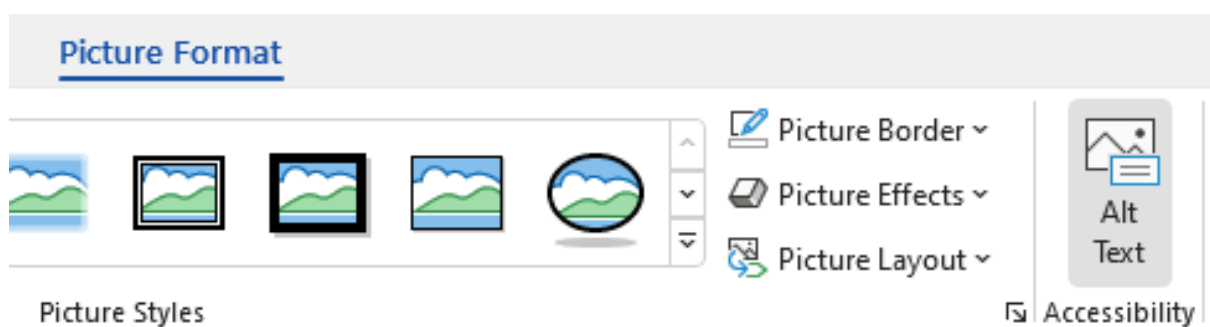 Picture Format
Picture Border
Picture Effects
Picture Layout
Alt
Text
Picture Styles
Accessibility